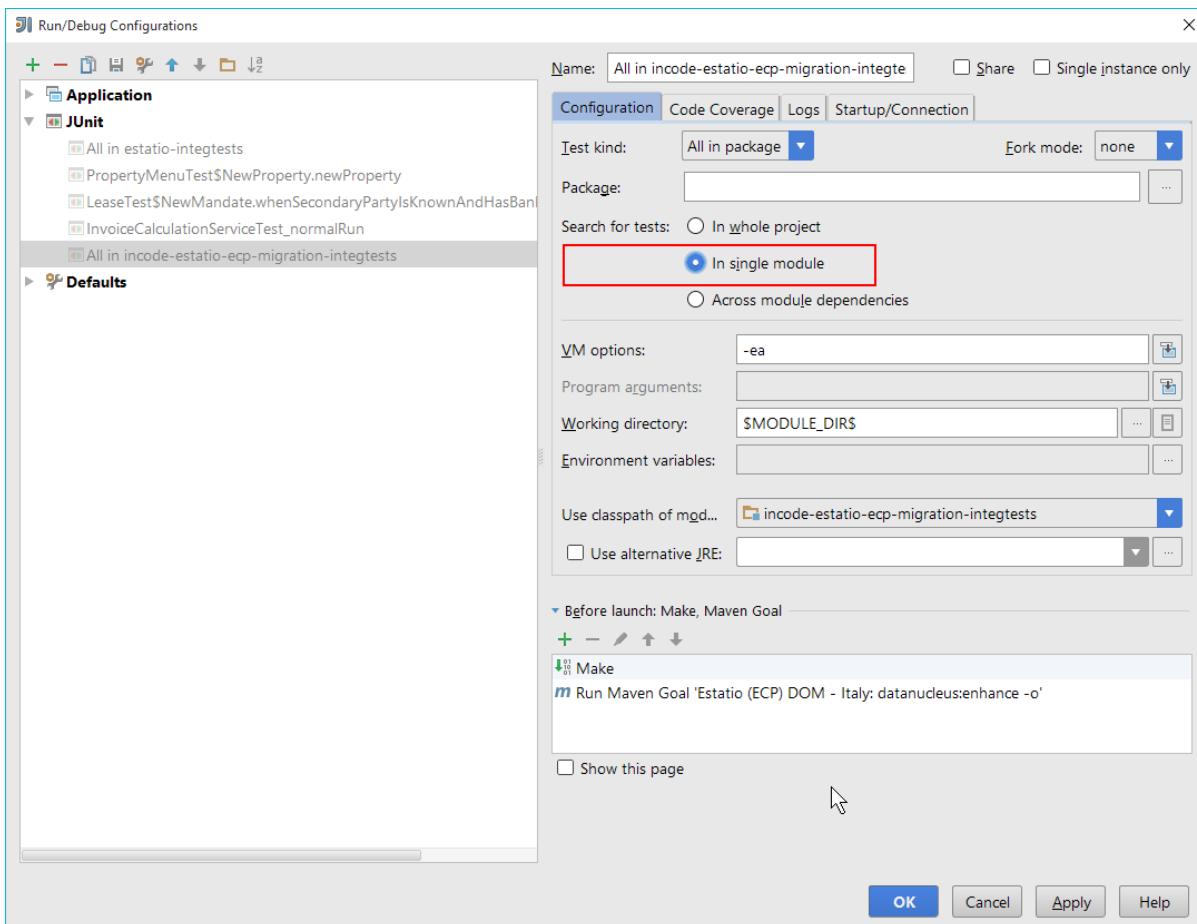 Run/Debug Configurations
Application
JUnit
All in estatio-integtests
PropertyMenuTest$NewProperty.newProperty
LeaseTest$NewMandate.whenSecondaryPartyIsKnownAndHasBanl
InvoiceCalculationServiceTest_normalRun
All in incode-estatio-ecp-migration-integtests
Defaults
Name: All in incode-estatio-ecp-migration-integte Share Single instance only
Configuration Code Coverage Logs Startup/Connection
Test kind: All in package Fork mode: none
Package:
Search for tests: In whole project
In single module
Across module dependencies
VM options: -ea
Program arguments:
Working directory: $MODULE_DIR$
Environment variables:
Use classpath of mod... incode-estatio-ecp-migration-integtests
Use alternative JRE:
Before launch: Make, Maven Goal
Make
Run Maven Goal 'Estatio (ECP) DOM - Italy: datanucleus:enhance -o'
Show this page
OK Cancel Apply Help